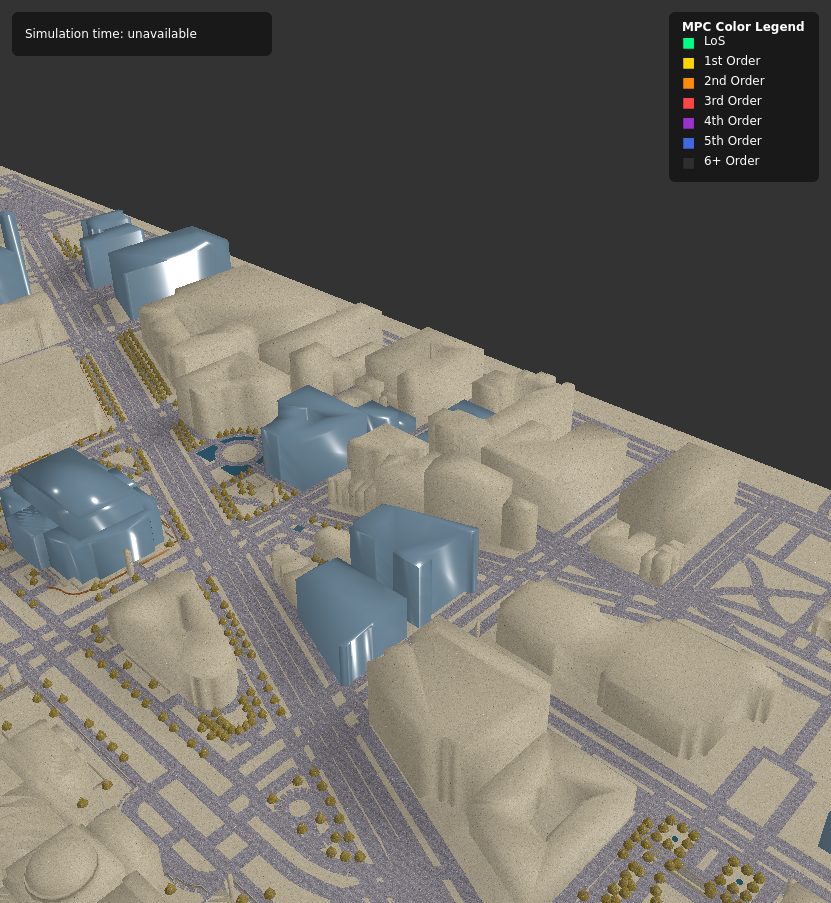 Simulation time: unavailable
MPC Color Legend
LoS
1st Order
2nd Order
3rd Order
4th Order
5th Order
6+ Order